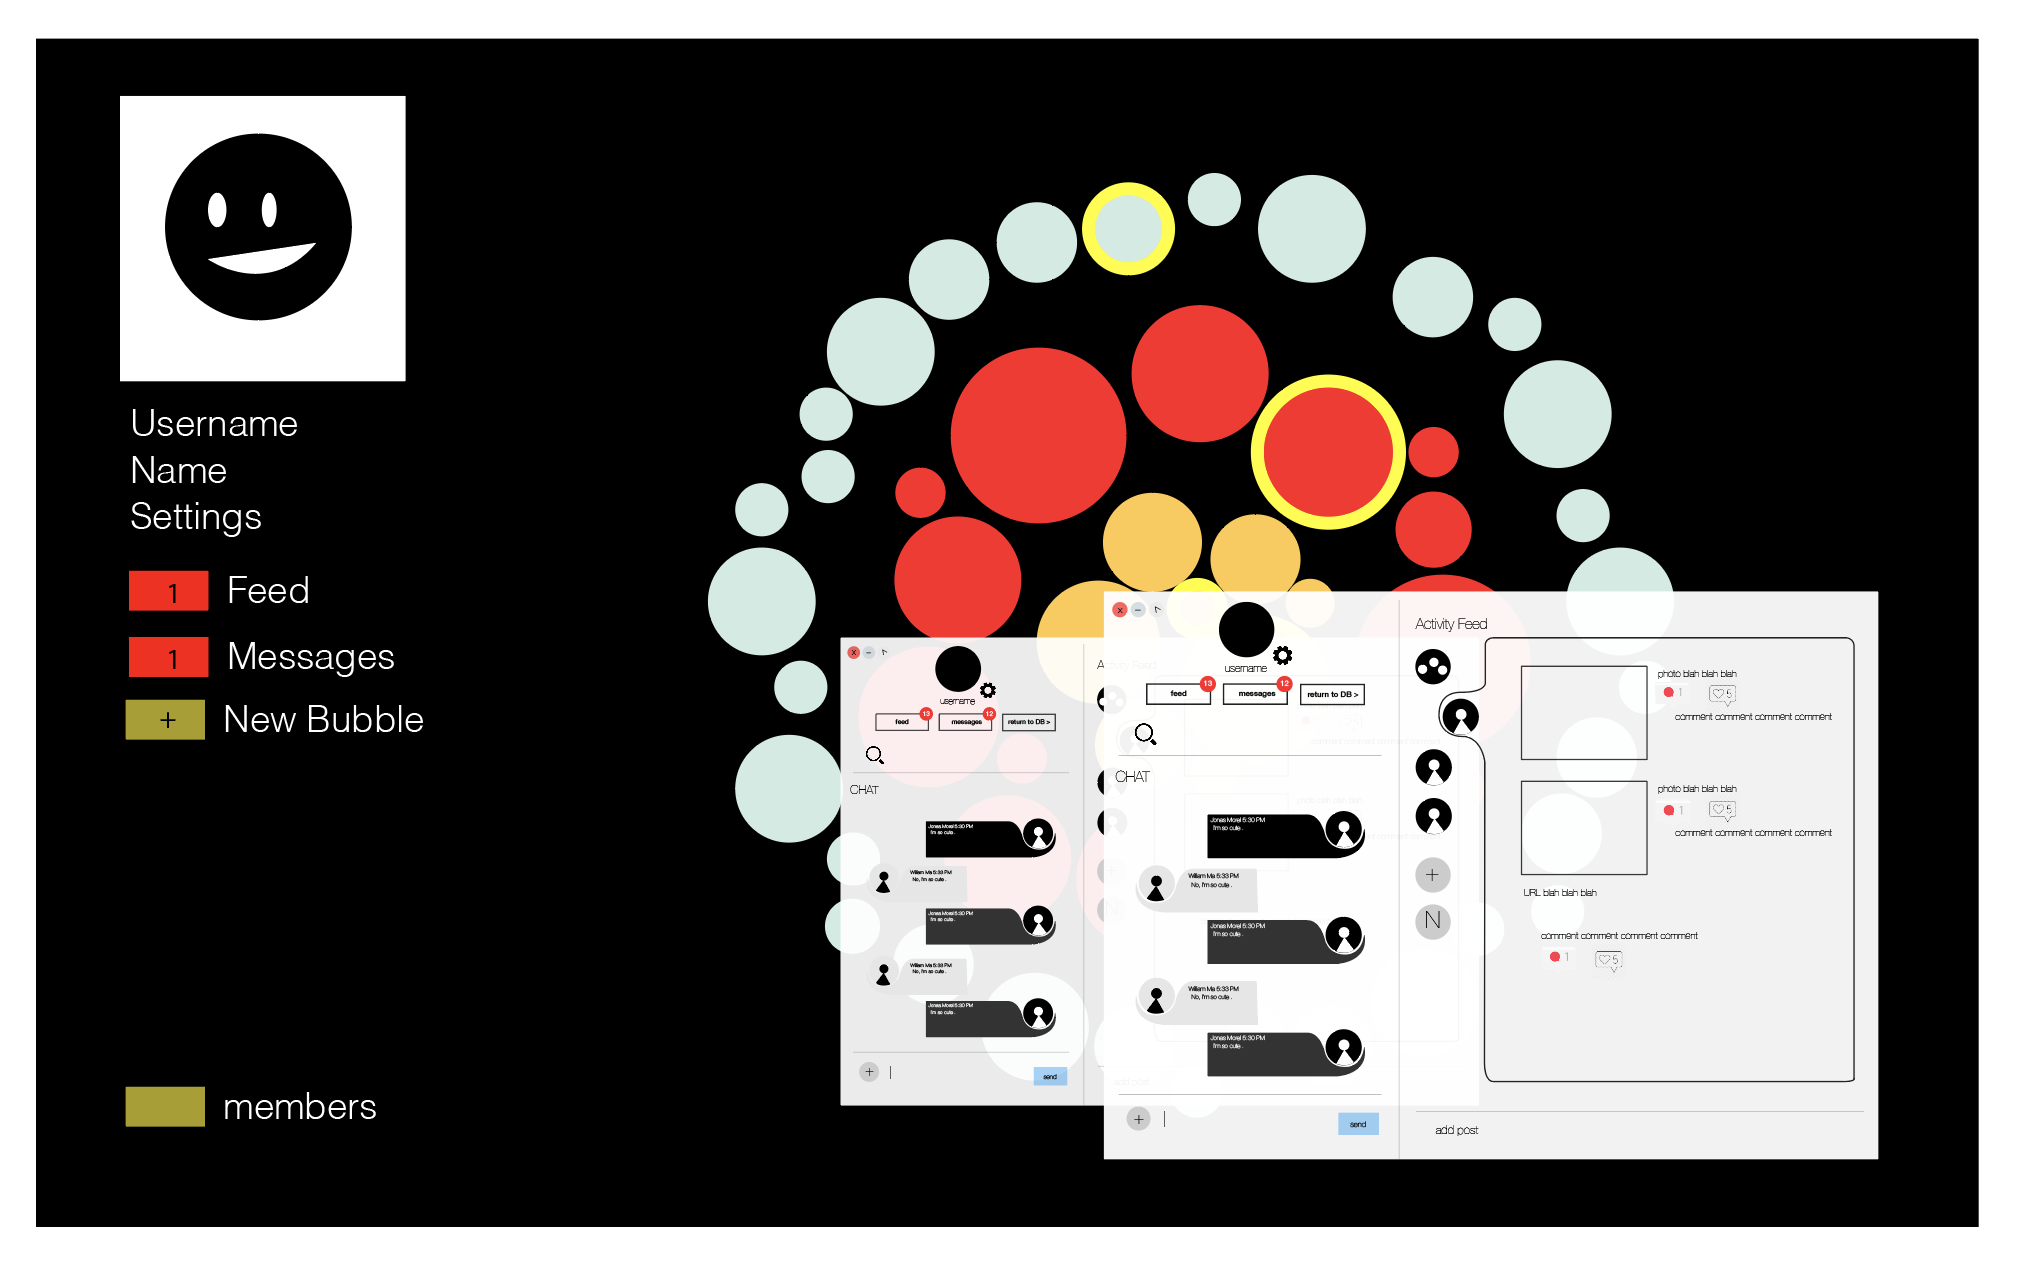 Username
Name
Settings
1 Feed
1 Messages
+ New Bubble
members
x –
username
feed 13
messages 12
return to DB >
CHAT
Jonas Morel 5:30 PM
I'm so cute .
William Ma 5:33 PM
No, I'm so cute .
Jonas Morel 5:30 PM
I'm so cute .
William Ma 5:33 PM
No, I'm so cute .
Jonas Morel 5:30 PM
I'm so cute .
+
send
x –
username
feed 13
messages 12
return to DB >
CHAT
Jonas Morel 5:30 PM
I'm so cute .
William Ma 5:33 PM
No, I'm so cute .
Jonas Morel 5:30 PM
I'm so cute .
William Ma 5:33 PM
No, I'm so cute .
Jonas Morel 5:30 PM
I'm so cute .
+
send
Activity Feed
+
N
photo blah blah blah
1 5
comment comment comment comment
photo blah blah blah
1 5
comment comment comment comment
URL blah blah blah
comment comment comment comment
1 5
add post